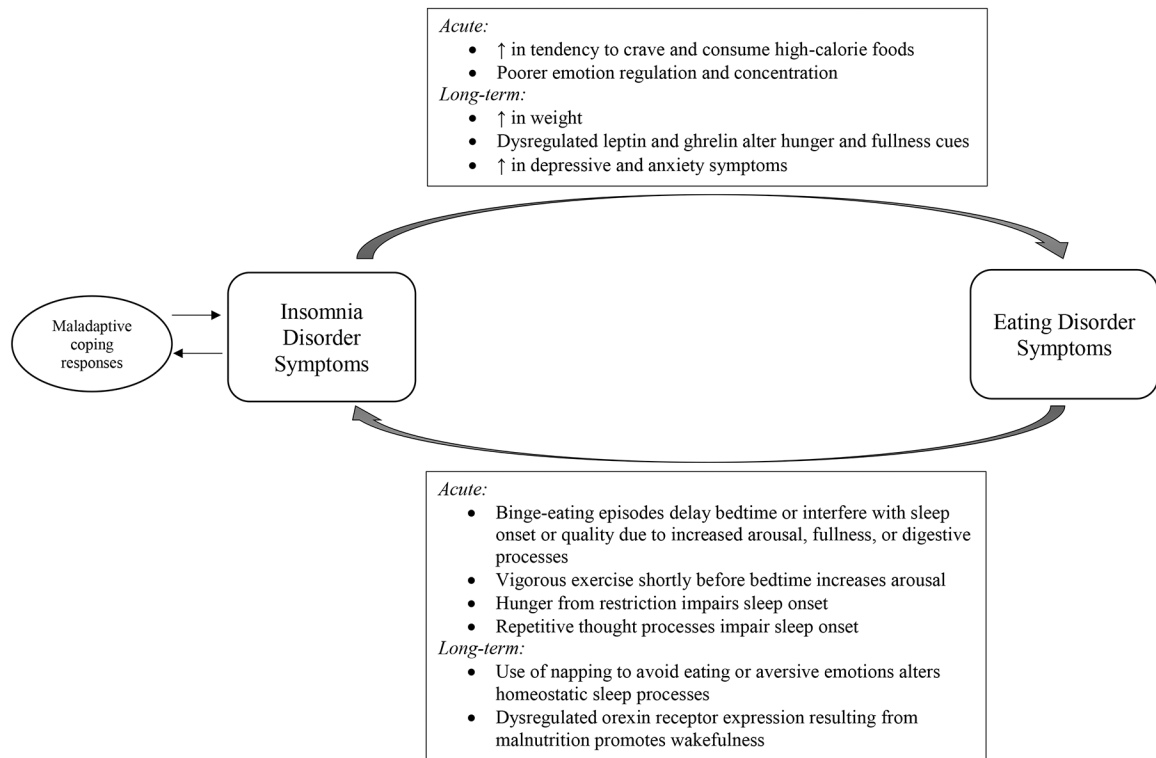 Acute:
• ↑ in tendency to crave and consume high-calorie foods
• Poorer emotion regulation and concentration
Long-term:
• ↑ in weight
• Dysregulated leptin and ghrelin alter hunger and fullness cues
• ↑ in depressive and anxiety symptoms
Maladaptive
coping
responses
Insomnia
Disorder
Symptoms
Eating Disorder
Symptoms
Acute:
• Binge-eating episodes delay bedtime or interfere with sleep
onset or quality due to increased arousal, fullness, or digestive
processes
• Vigorous exercise shortly before bedtime increases arousal
• Hunger from restriction impairs sleep onset
• Repetitive thought processes impair sleep onset
Long-term:
• Use of napping to avoid eating or aversive emotions alters
homeostatic sleep processes
• Dysregulated orexin receptor expression resulting from
malnutrition promotes wakefulness